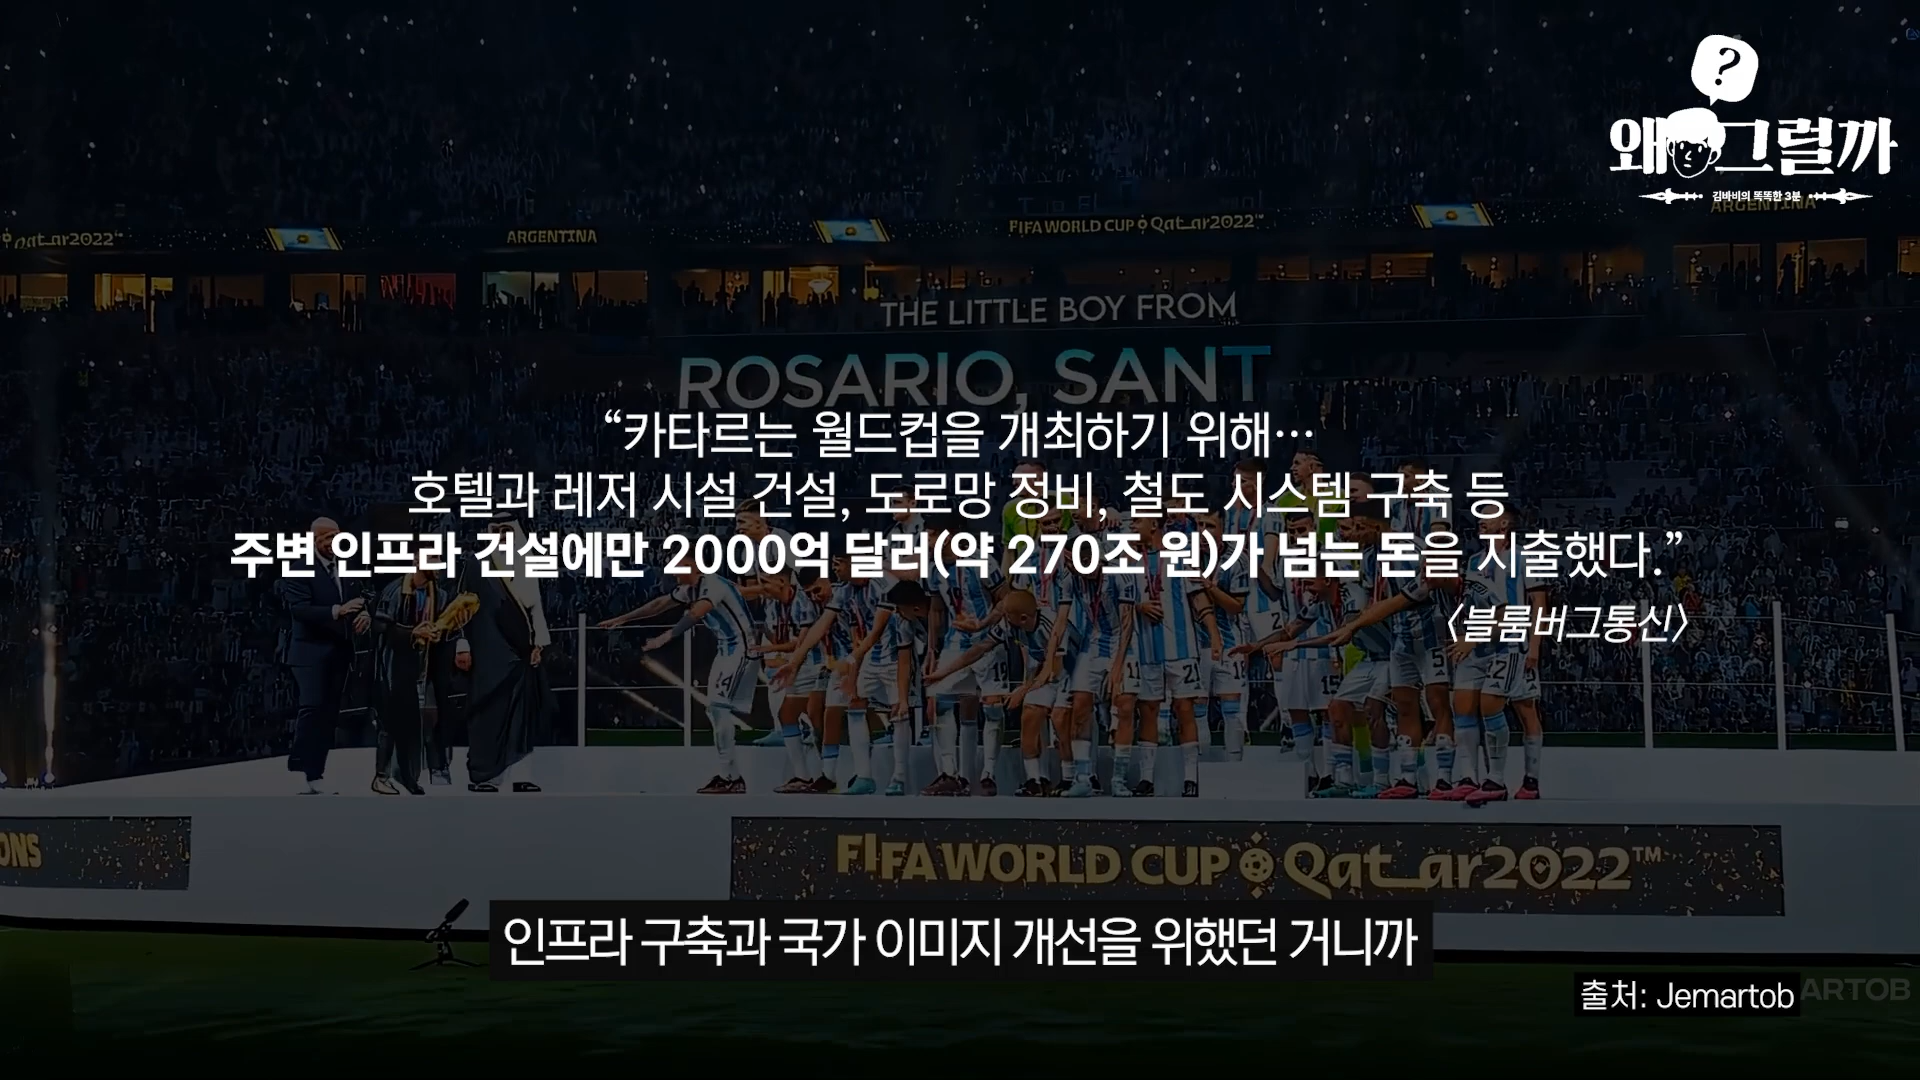 ?
왜그럴까
김바비의 똑똑한 3분
Qatar2022™
ARGENTINA
FIFA WORLD CUP Qatar2022™
ARGENTINA
THE LITTLE BOY FROM
ROSARIO, SANT
“카타르는 월드컵을 개최하기 위해…
호텔과 레저 시설 건설, 도로망 정비, 철도 시스템 구축 등
주변 인프라 건설에만 2000억 달러(약 270조 원)가 넘는 돈을 지출했다.”
〈블룸버그통신〉
ONS
FIFA WORLD CUP Qatar2022™
인프라 구축과 국가 이미지 개선을 위했던 거니까
출처: Jemartob
ARTOB